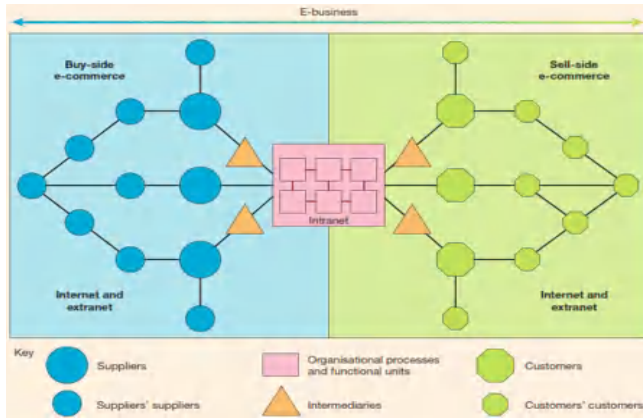 E-business
Buy-side
e-commerce
Sell-side
e-commerce
Intranet
Internet and
extranet
Internet and
extranet
Key
Suppliers
Organisational processes
and functional units
Customers
Suppliers' suppliers
Intermediaries
Customers' customers